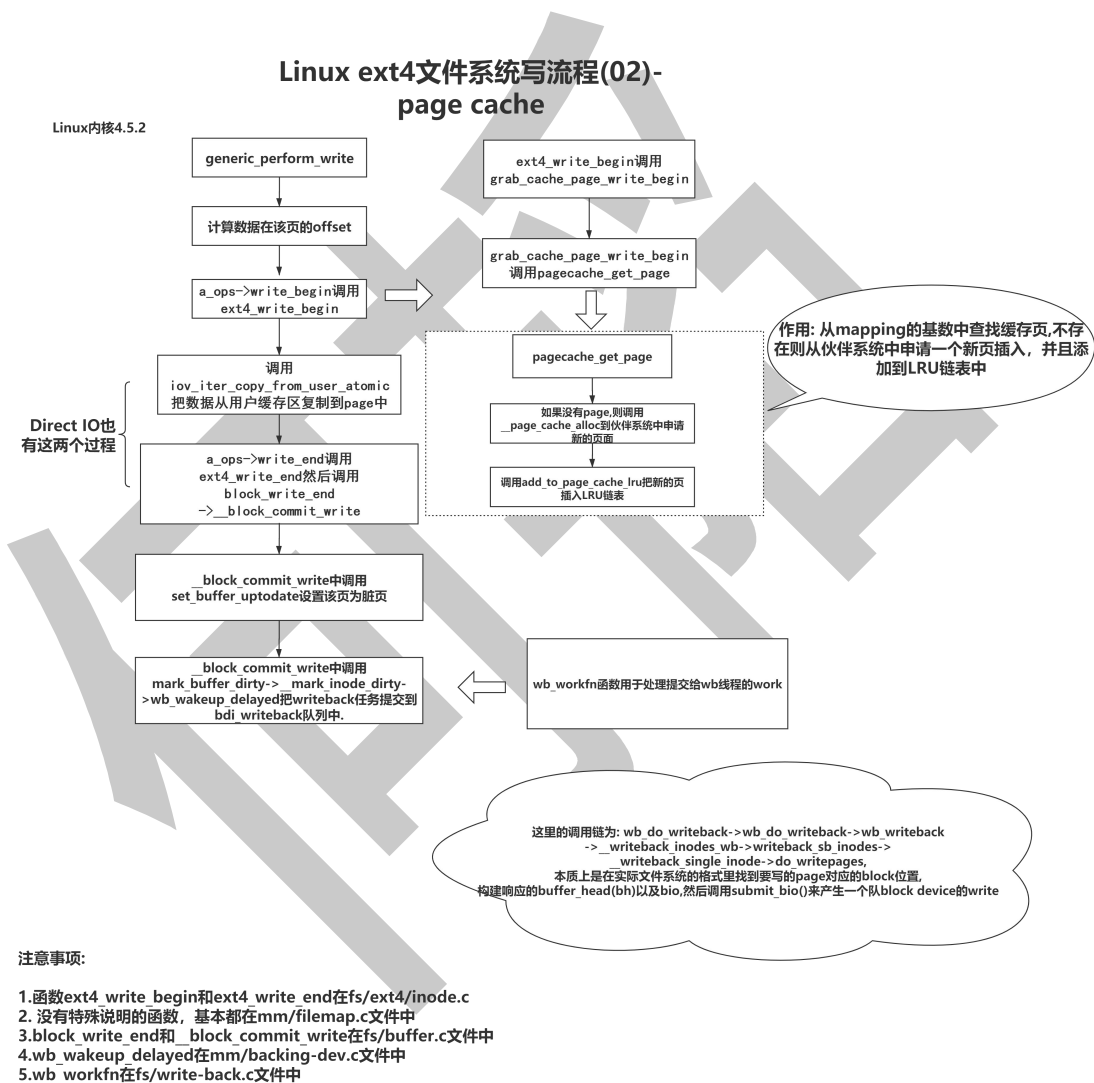 Linux ext4文件系统写流程(02)-
page cache
Linux内核4.5.2
generic_perform_write
计算数据在该页的offset
a_ops->write_begin调用
ext4_write_begin
调用
iov_iter_copy_from_user_atomic
把数据从用户缓存区复制到page中
Direct IO也
有这两个过程
a_ops->write_end调用
ext4_write_end然后调用
block_write_end
->__block_commit_write
__block_commit_write中调用
set_buffer_uptodate设置该页为脏页
__block_commit_write中调用
mark_buffer_dirty->__mark_inode_dirty-
>wb_wakeup_delayed把writeback任务提交到
bdi_writeback队列中.
ext4_write_begin调用
grab_cache_page_write_begin
grab_cache_page_write_begin
调用pagecache_get_page
pagecache_get_page
如果没有page,则调用
__page_cache_alloc到伙伴系统中申请
新的页面
调用add_to_page_cache_lru把新的页
插入LRU链表
作用: 从mapping的基数中查找缓存页,不存
在则从伙伴系统中申请一个新页插入，并且添
加到LRU链表中
wb_workfn函数用于处理提交给wb线程的work
这里的调用链为: wb_do_writeback->wb_do_writeback->wb_writeback
->__writeback_inodes_wb->writeback_sb_inodes->
__writeback_single_inode->do_writepages,
本质上是在实际文件系统的格式里找到要写的page对应的block位置,
构建响应的buffer_head(bh)以及bio,然后调用submit_bio()来产生一个队block device的write
注意事项:
1.函数ext4_write_begin和ext4_write_end在fs/ext4/inode.c
2. 没有特殊说明的函数，基本都在mm/filemap.c文件中
3.block_write_end和__block_commit_write在fs/buffer.c文件中
4.wb_wakeup_delayed在mm/backing-dev.c文件中
5.wb_workfn在fs/write-back.c文件中